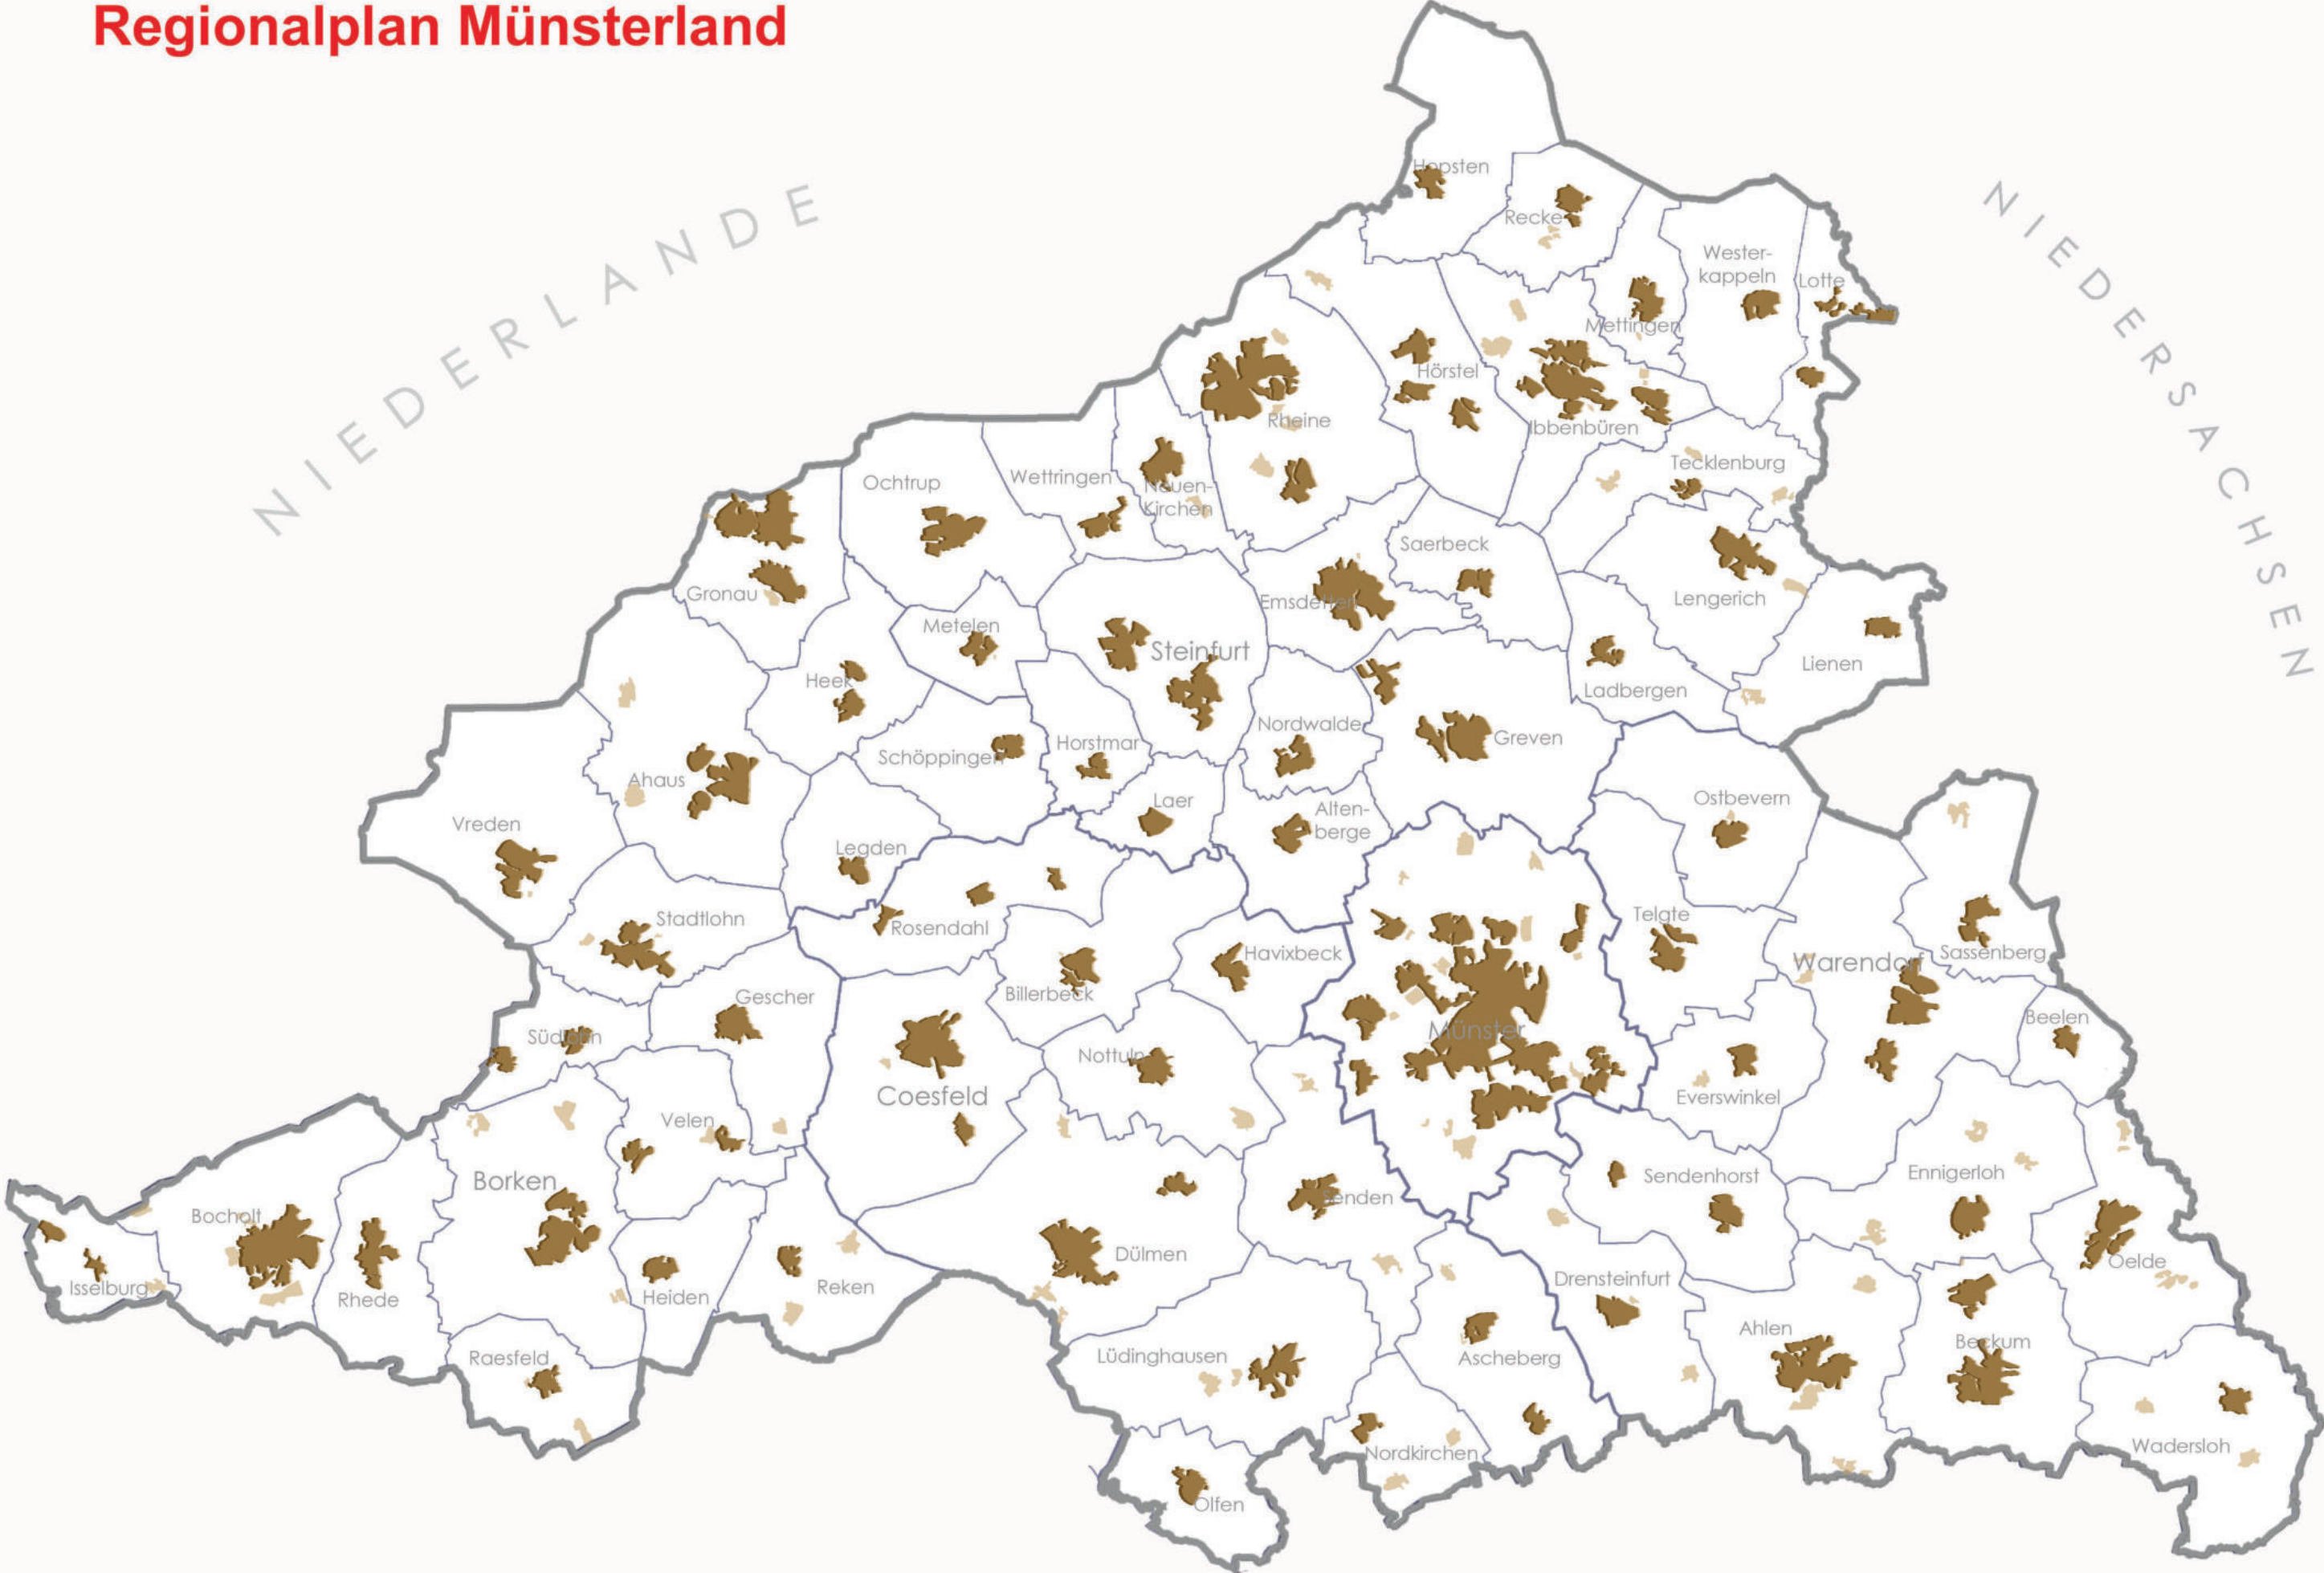 Regionalplan Münsterland
NIEDERLANDE
NIEDERSACHSEN
Hopsten
Recke
Wester-
kappeln
Lotte
Mettingen
Hörstel
Rheine
Ibbenbüren
Tecklenburg
Ochtrup
Wettringen
Neuen-
Kirchen
Saerbeck
Gronau
Emsdetten
Lengerich
Metelen
Steinfurt
Lienen
Heek
Ladbergen
Nordwalde
Greven
Horstmar
Schöppingen
Ahaus
Ostbevern
Laer
Alten-
berge
Vreden
Legden
Stadtlohn
Rosendahl
Telgte
Havixbeck
Warendorf
Sassenberg
Billerbeck
Gescher
Südlohn
Münster
Beelen
Nottuln
Coesfeld
Everswinkel
Velen
Borken
Sendenhorst
Ennigerloh
Senden
Bocholt
Dülmen
Oelde
Drensteinfurt
Isselburg
Rhede
Heiden
Reken
Ahlen
Beckum
Raesfeld
Lüdinghausen
Ascheberg
Wadersloh
Nordkirchen
Olfen